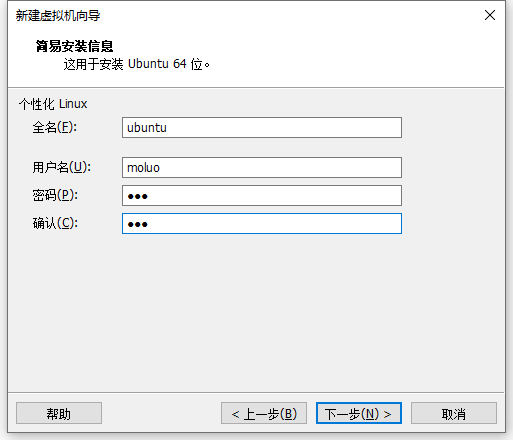 新建虚拟机向导
简易安装信息
这用于安装 Ubuntu 64 位。
个性化 Linux
全名(F): ubuntu
用户名(U): moluo
密码(P): ●●●
确认(C): ●●●
帮助 < 上一步(B) 下一步(N) > 取消